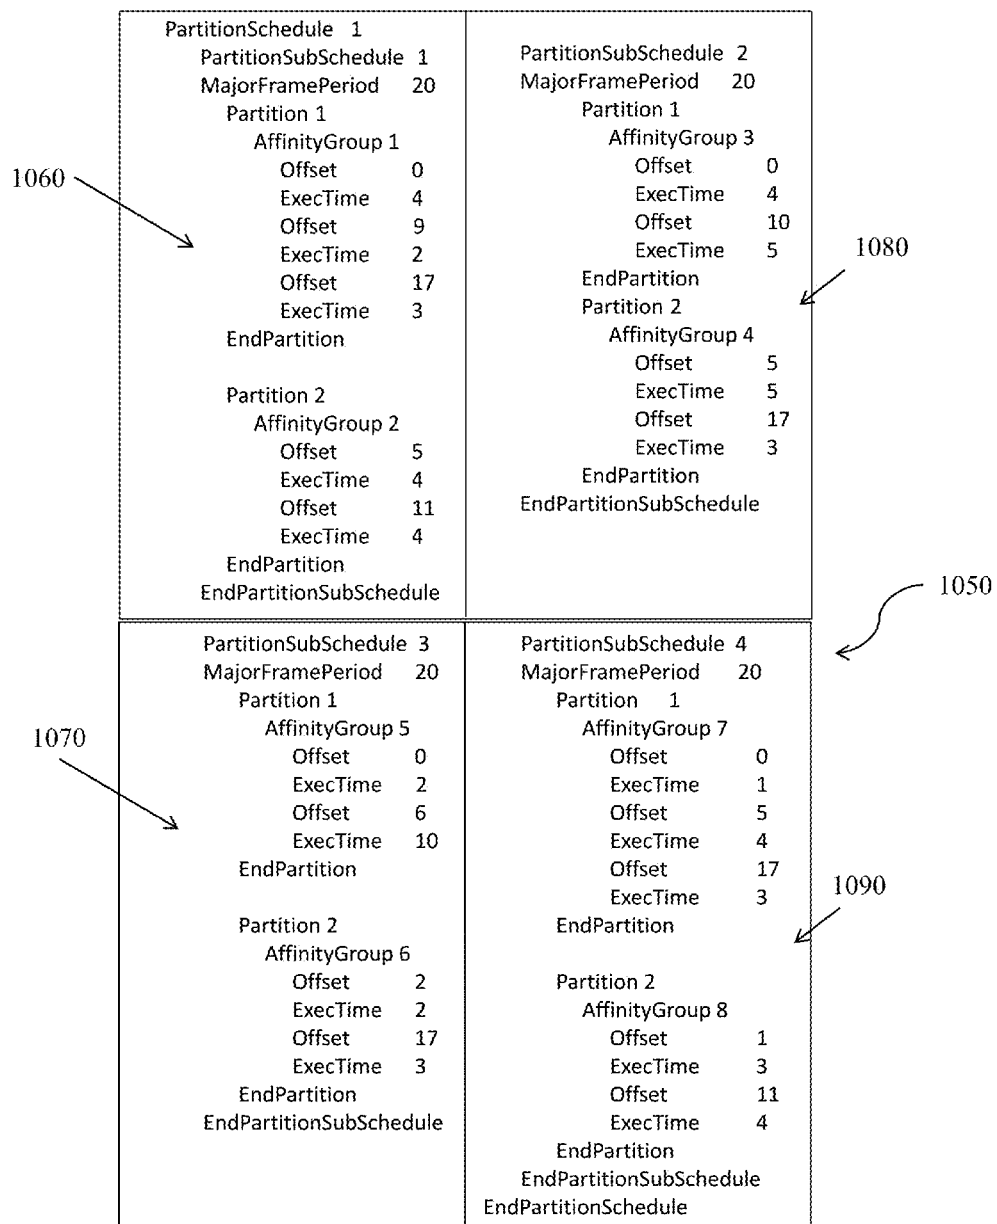 PartitionSchedule 1
PartitionSubSchedule 1
MajorFramePeriod 20
Partition 1
AffinityGroup 1
Offset 0
ExecTime 4
Offset 9
ExecTime 2
Offset 17
ExecTime 3
EndPartition
Partition 2
AffinityGroup 2
Offset 5
ExecTime 4
Offset 11
ExecTime 4
EndPartition
EndPartitionSubSchedule
1060
PartitionSubSchedule 2
MajorFramePeriod 20
Partition 1
AffinityGroup 3
Offset 0
ExecTime 4
Offset 10
ExecTime 5
EndPartition
Partition 2
AffinityGroup 4
Offset 5
ExecTime 5
Offset 17
ExecTime 3
EndPartition
EndPartitionSubSchedule
1080
1050
PartitionSubSchedule 3
MajorFramePeriod 20
Partition 1
AffinityGroup 5
Offset 0
ExecTime 2
Offset 6
ExecTime 10
EndPartition
Partition 2
AffinityGroup 6
Offset 2
ExecTime 2
Offset 17
ExecTime 3
EndPartition
EndPartitionSubSchedule
1070
PartitionSubSchedule 4
MajorFramePeriod 20
Partition 1
AffinityGroup 7
Offset 0
ExecTime 1
Offset 5
ExecTime 4
Offset 17
ExecTime 3
EndPartition
Partition 2
AffinityGroup 8
Offset 1
ExecTime 3
Offset 11
ExecTime 4
EndPartition
EndPartitionSubSchedule
EndPartitionSchedule
1090